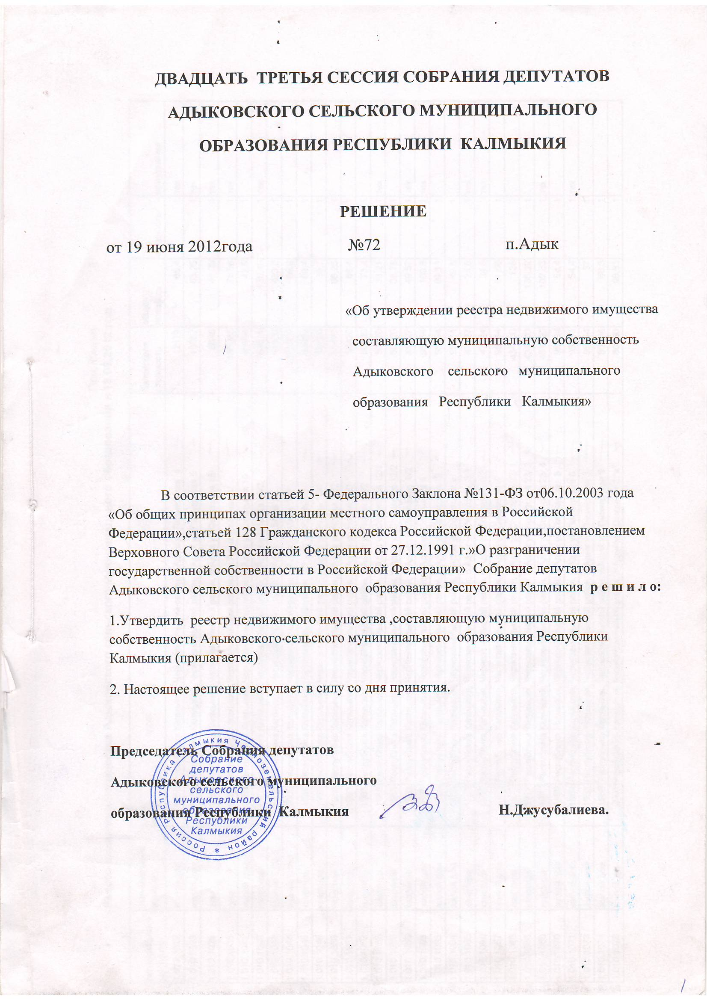 ДВАДЦАТЬ ТРЕТЬЯ СЕССИЯ СОБРАНИЯ ДЕПУТАТОВ
АДЫКОВСКОГО СЕЛЬСКОГО МУНИЦИПАЛЬНОГО
ОБРАЗОВАНИЯ РЕСПУБЛИКИ КАЛМЫКИЯ
РЕШЕНИЕ
от 19 июня 2012года №72 п.Адык
«Об утверждении реестра недвижимого имущества
составляющую муниципальную собственность
Адыковского сельского муниципального
образования Республики Калмыкия»
В соответствии статьей 5- Федерального Заклона №131-ФЗ от06.10.2003 года
«Об общих принципах организации местного самоуправления в Российской
Федерации»,статьей 128 Гражданского кодекса Российской Федерации,постановлением
Верховного Совета Российской Федерации от 27.12.1991 г.»О разграничении
государственной собственности в Российской Федерации» Собрание депутатов
Адыковского сельского муниципального образования Республики Калмыкия р е ш и л о:
1.Утвердить реестр недвижимого имущества ,составляющую муниципальную
собственность Адыковского сельского муниципального образования Республики
Калмыкия (прилагается)
2. Настоящее решение вступает в силу со дня принятия.
Председатель Собрания депутатов
Адыковского сельского муниципального
образования Республики Калмыкия Н.Джусубалиева.
Россия Республика Калмыкия Черноземельский район *
Собрание
депутатов
Адыковского
сельского
муниципального
образования
Республики
Калмыкия
1